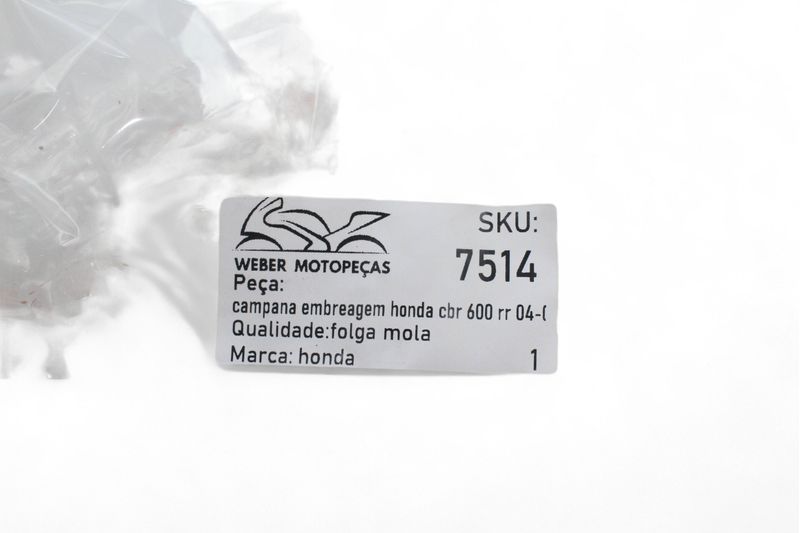 SKU:
7514
WEBER MOTOPEÇAS
Peça:
campana embreagem honda cbr 600 rr 04-
Qualidade:folga mola
Marca: honda 1